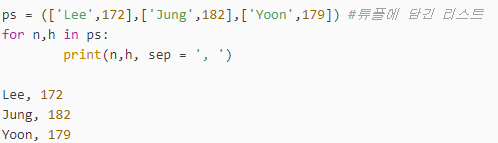 ps = (['Lee',172],['Jung',182],['Yoon',179]) #튜플에 담긴 리스트
for n,h in ps:
        print(n,h, sep = ', ')

Lee, 172
Jung, 182
Yoon, 179